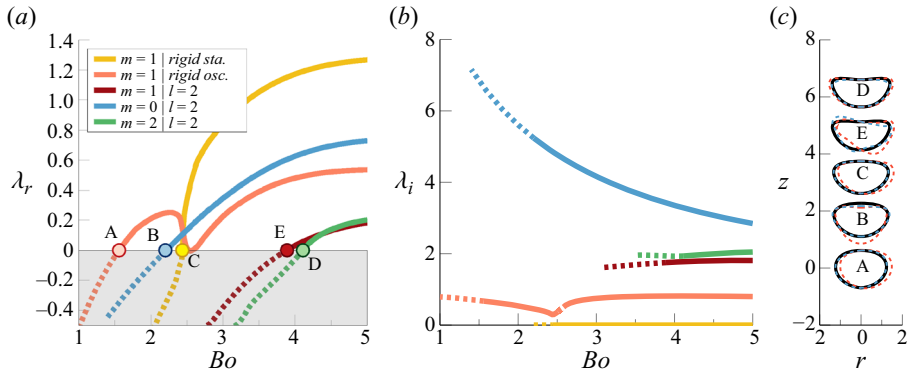 (a)
1.4
1.2
1.0
0.8
0.6
0.4
0.2
0
−0.2
−0.4
λr
m = 1 | rigid sta.
m = 1 | rigid osc.
m = 1 | l = 2
m = 0 | l = 2
m = 2 | l = 2
A
B
C
E
D
1 2 3 4 5
Bo
(b)
8
6
4
2
0
λi
1 2 3 4 5
Bo
(c)
8
6
4
2
0
−2
z
D
E
C
B
A
2 0 2
r